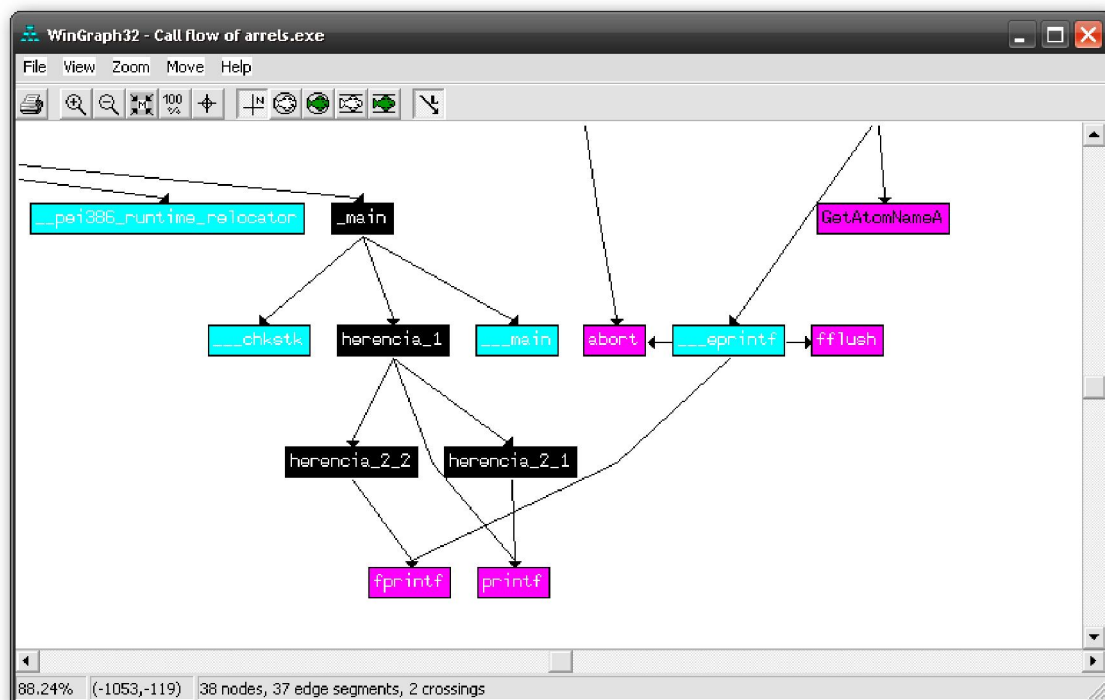 WinGraph32 - Call flow of arrels.exe
File View Zoom Move Help
100 % N
__pei386_runtime_relocator _main GetAtomNameA
___chkstk herencia_1 ___main abort ___eprintf fflush
herencia_2_2 herencia_2_1
fprintf printf
88.24% (-1053,-119) 38 nodes, 37 edge segments, 2 crossings